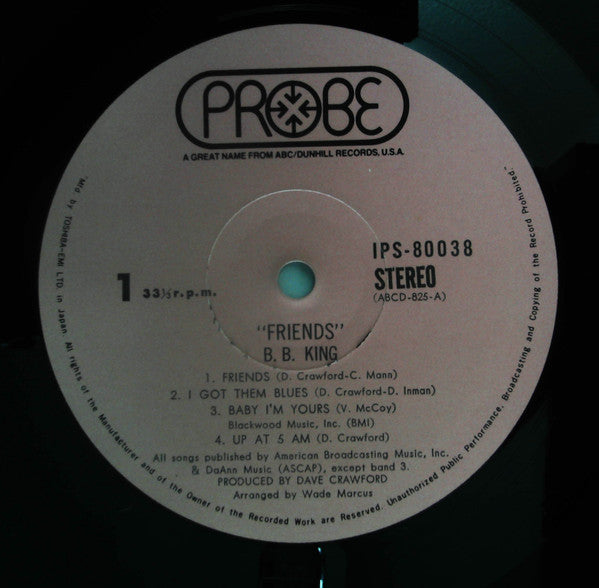 PROBE
A GREAT NAME FROM ABC/DUNHILL RECORDS, U.S.A.
IPS-80038
STEREO
(ABCD-825-A)
1 33⅓ r.p.m.
"FRIENDS"
B. B. KING
1. FRIENDS (D. Crawford-C. Mann)
2. I GOT THEM BLUES (D. Crawford-D. Inman)
3. BABY I'M YOURS (V. McCoy)
Blackwood Music, Inc. (BMI)
4. UP AT 5 AM (D. Crawford)
All songs published by American Broadcasting Music, Inc.
& DaAnn Music (ASCAP), except band 3.
PRODUCED BY DAVE CRAWFORD
Arranged by Wade Marcus
"Mf'd by TOSHIBA-EMI LTD. in Japan. All rights of the Manufacturer and of the Owner of the Recorded Work are Reserved. Unauthorized Public Performance, Broadcasting and Copying of the Record Prohibited."